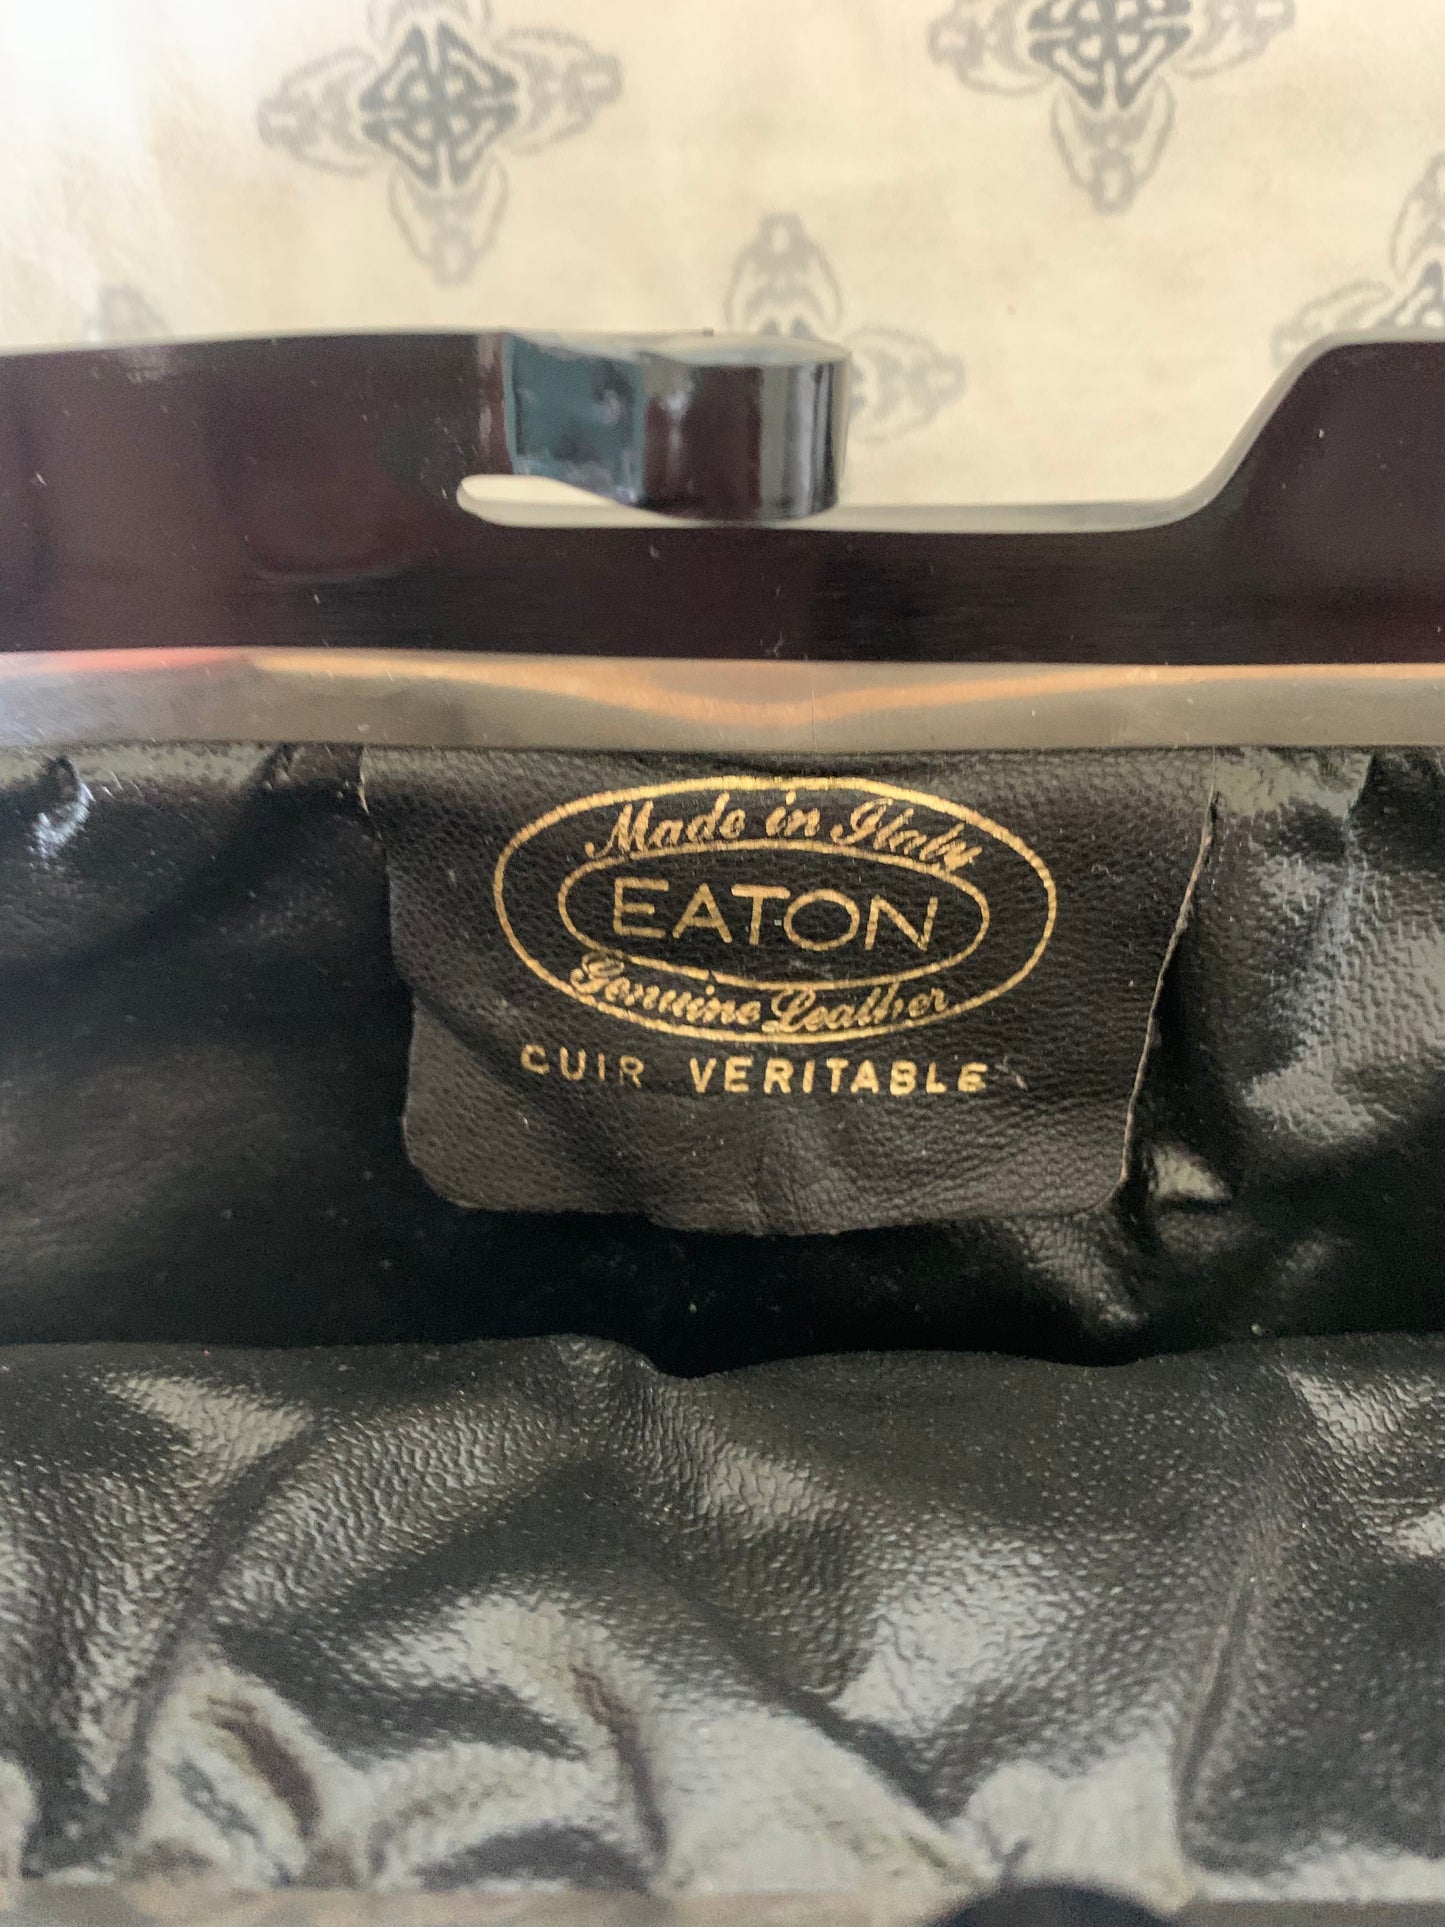 Made in Italy
EATON
Genuine Leather
CUIR VERITABLE